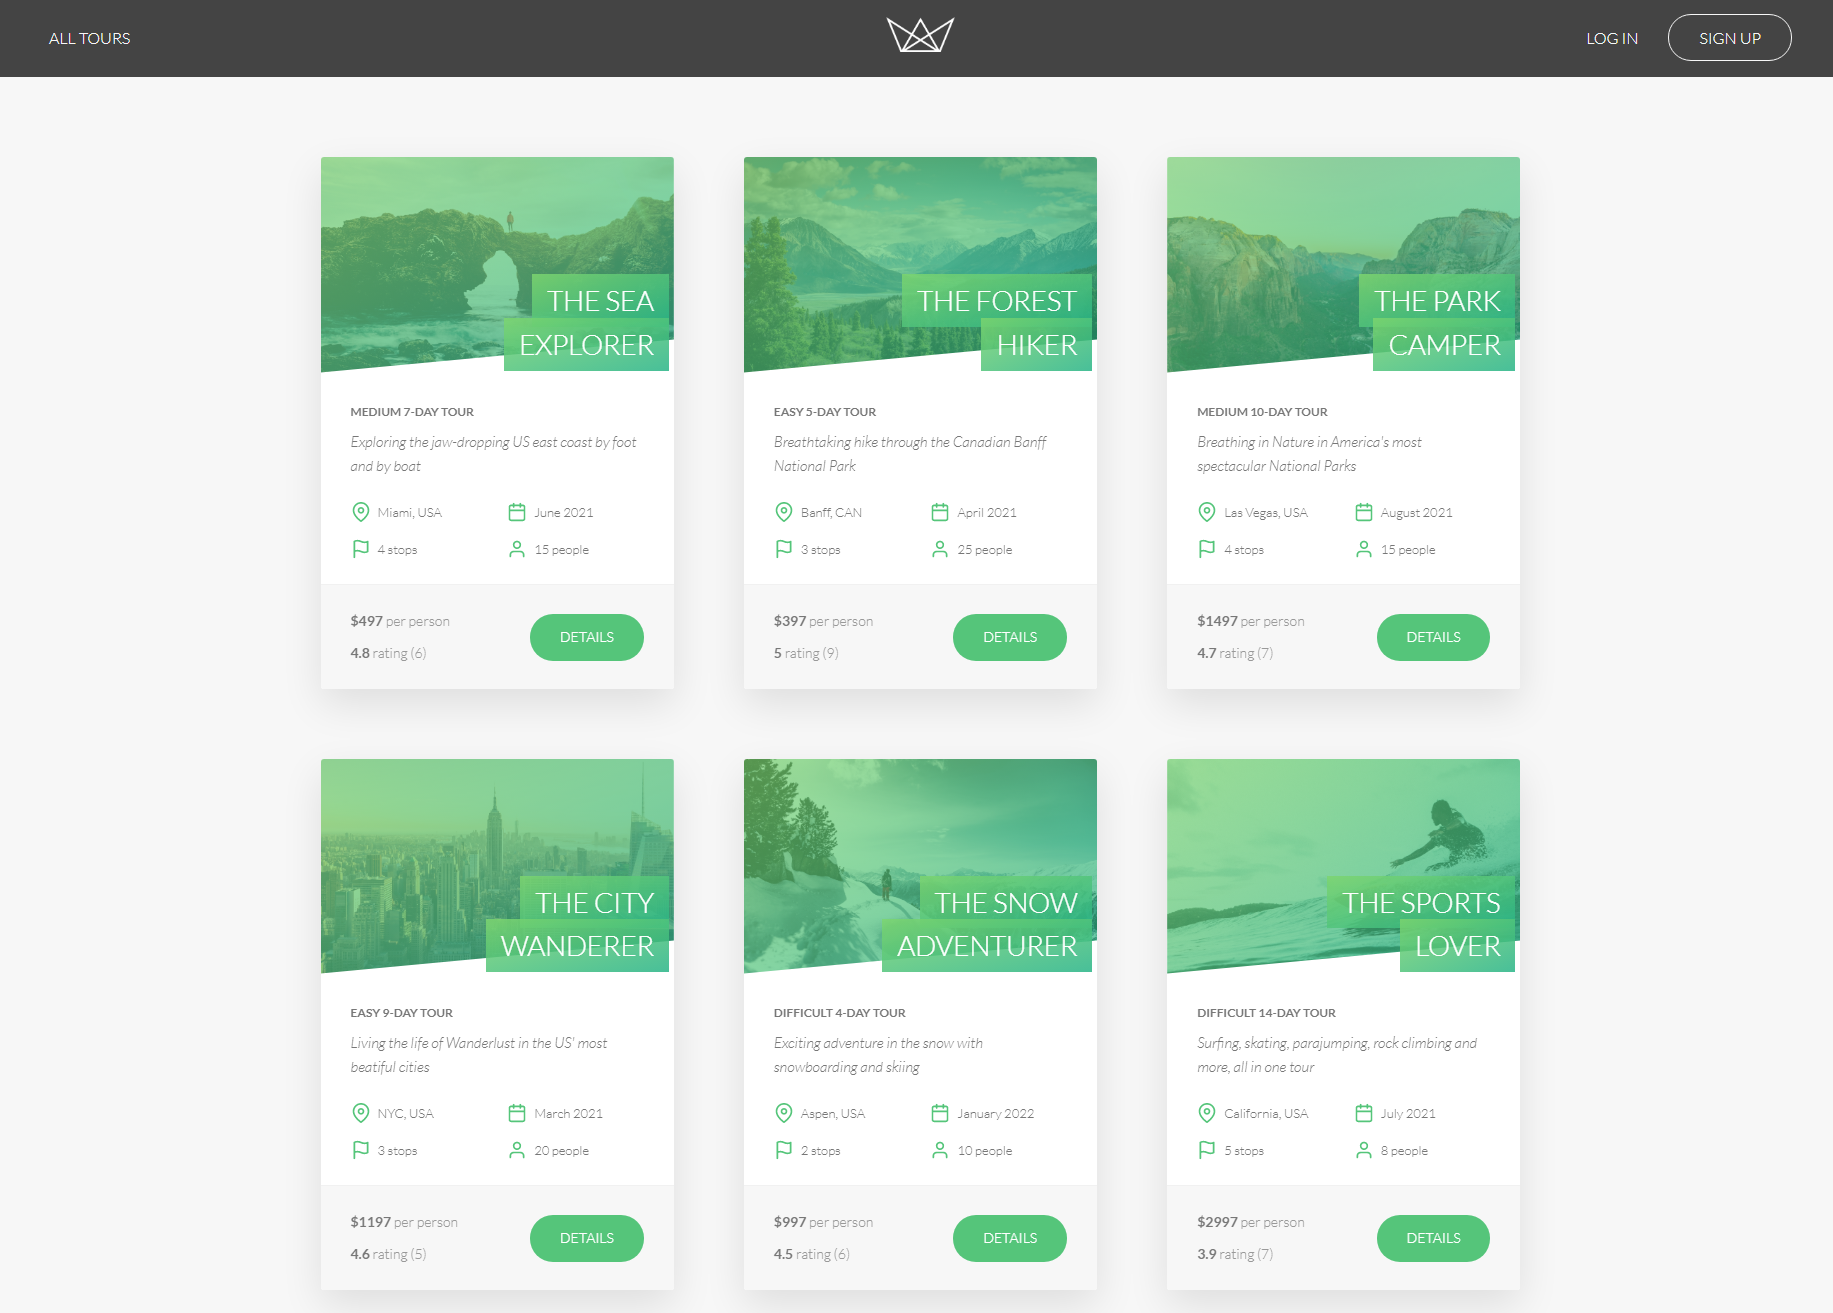 ALL TOURS
LOG IN
SIGN UP
THE SEA
EXPLORER
MEDIUM 7-DAY TOUR
Exploring the jaw-dropping US east coast by foot
and by boat
Miami, USA
June 2021
4 stops
15 people
$497 per person
4.8 rating (6)
DETAILS
THE FOREST
HIKER
EASY 5-DAY TOUR
Breathtaking hike through the Canadian Banff
National Park
Banff, CAN
April 2021
3 stops
25 people
$397 per person
5 rating (9)
DETAILS
THE PARK
CAMPER
MEDIUM 10-DAY TOUR
Breathing in Nature in America's most
spectacular National Parks
Las Vegas, USA
August 2021
4 stops
15 people
$1497 per person
4.7 rating (7)
DETAILS
THE CITY
WANDERER
EASY 9-DAY TOUR
Living the life of Wanderlust in the US' most
beatiful cities
NYC, USA
March 2021
3 stops
20 people
$1197 per person
4.6 rating (5)
DETAILS
THE SNOW
ADVENTURER
DIFFICULT 4-DAY TOUR
Exciting adventure in the snow with
snowboarding and skiing
Aspen, USA
January 2022
2 stops
10 people
$997 per person
4.5 rating (6)
DETAILS
THE SPORTS
LOVER
DIFFICULT 14-DAY TOUR
Surfing, skating, parajumping, rock climbing and
more, all in one tour
California, USA
July 2021
5 stops
8 people
$2997 per person
3.9 rating (7)
DETAILS